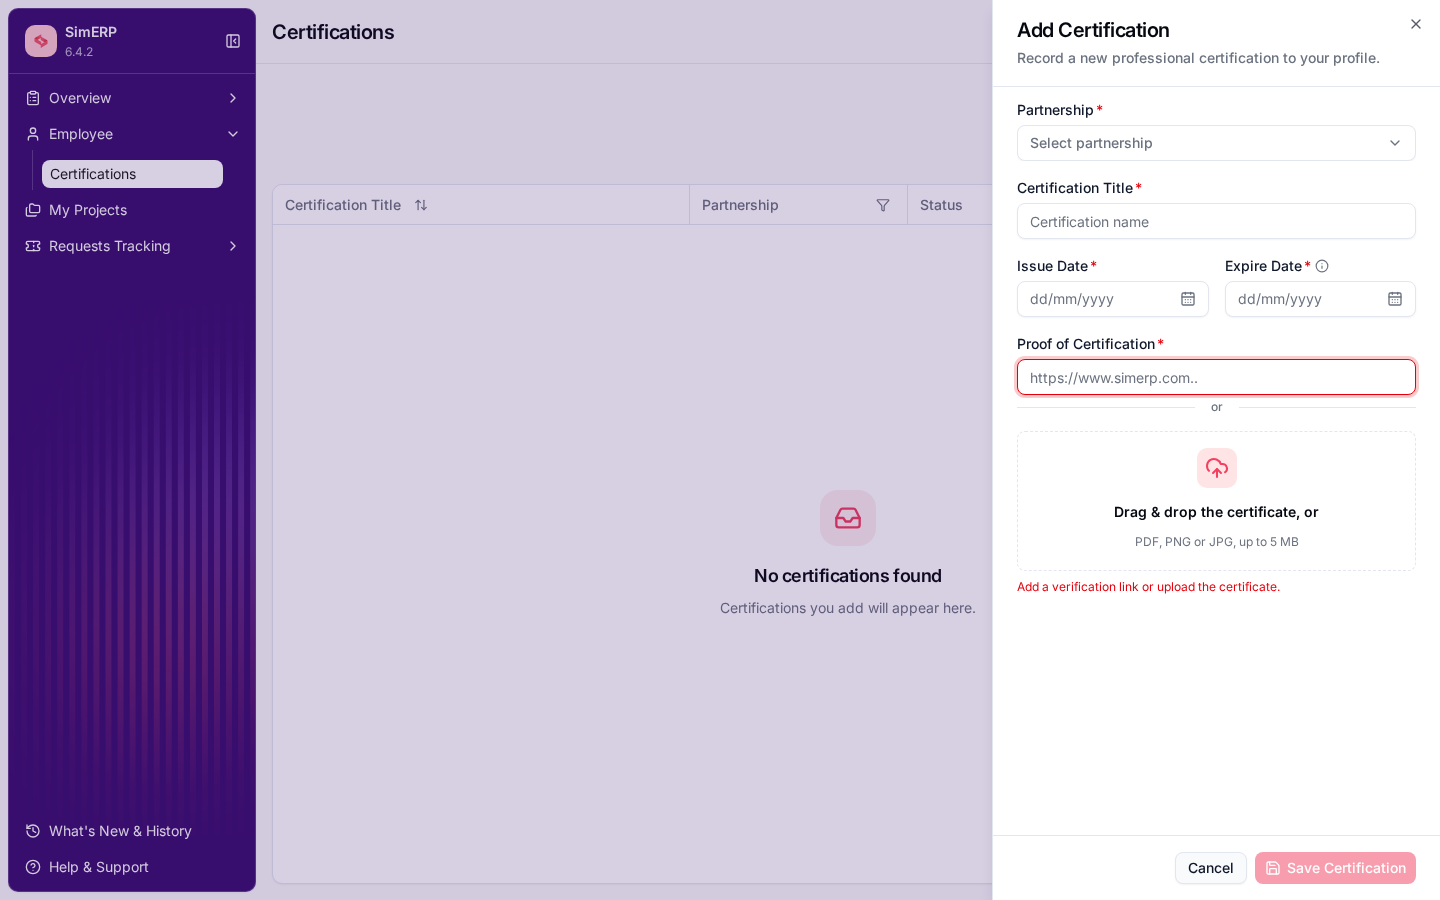 SimERP
6.4.2
Overview
Employee
Certifications
My Projects
Requests Tracking
What's New & History
Help & Support
Certifications
Certification Title
Partnership
Status
No certifications found
Certifications you add will appear here.
Add Certification
Record a new professional certification to your profile.
Partnership *
Select partnership
Certification Title *
Certification name
Issue Date * Expire Date *
dd/mm/yyyy dd/mm/yyyy
Proof of Certification *
https://www.simerp.com..
or
Drag & drop the certificate, or
PDF, PNG or JPG, up to 5 MB
Add a verification link or upload the certificate.
Cancel Save Certification